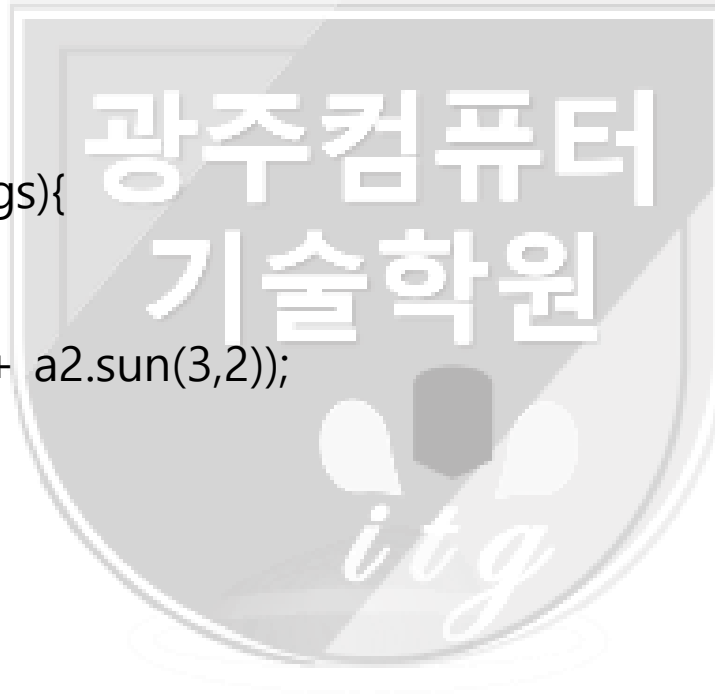 광주컴퓨터
gs){
기술학원
+ a2.sun(3,2));
itg